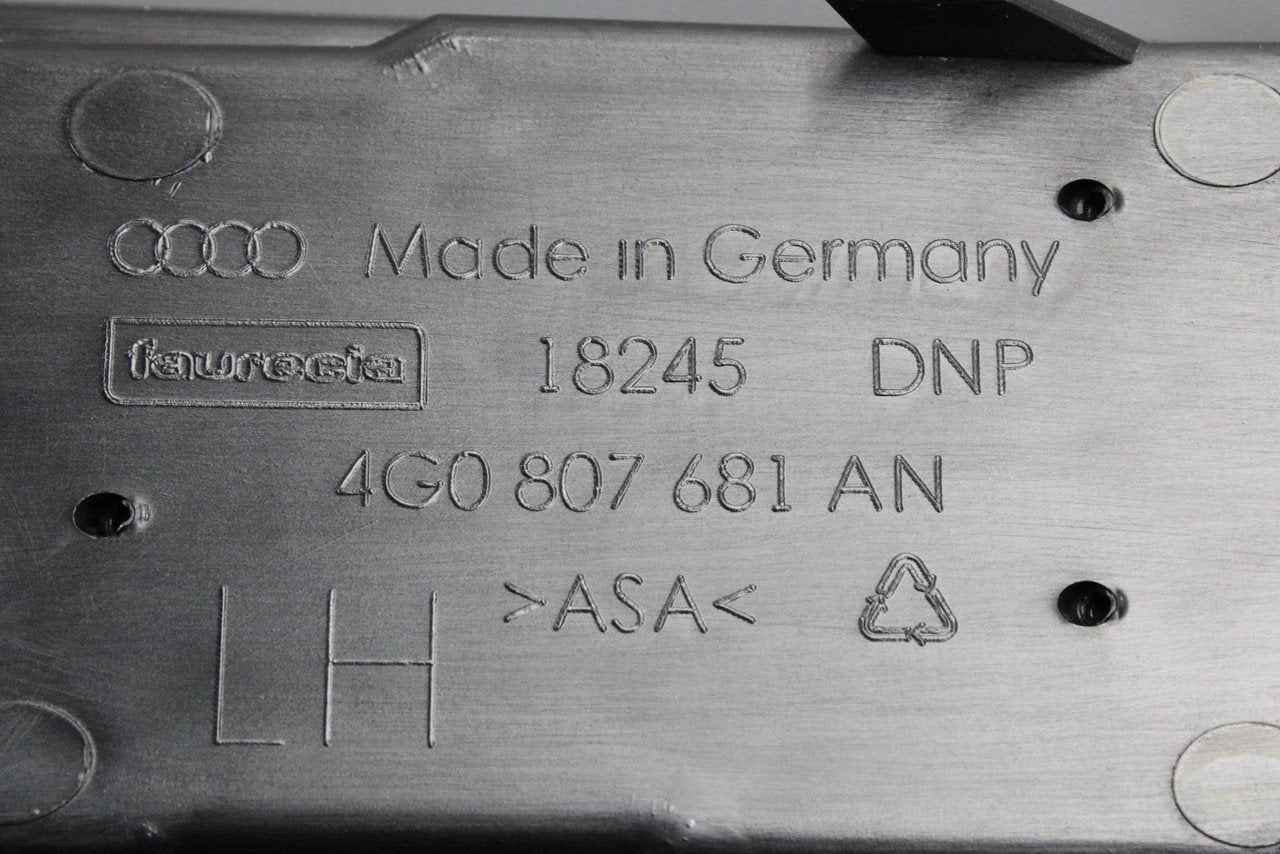 Made in Germany
faurecia 18245 DNP
4G0 807 681 AN
>ASA<
LH